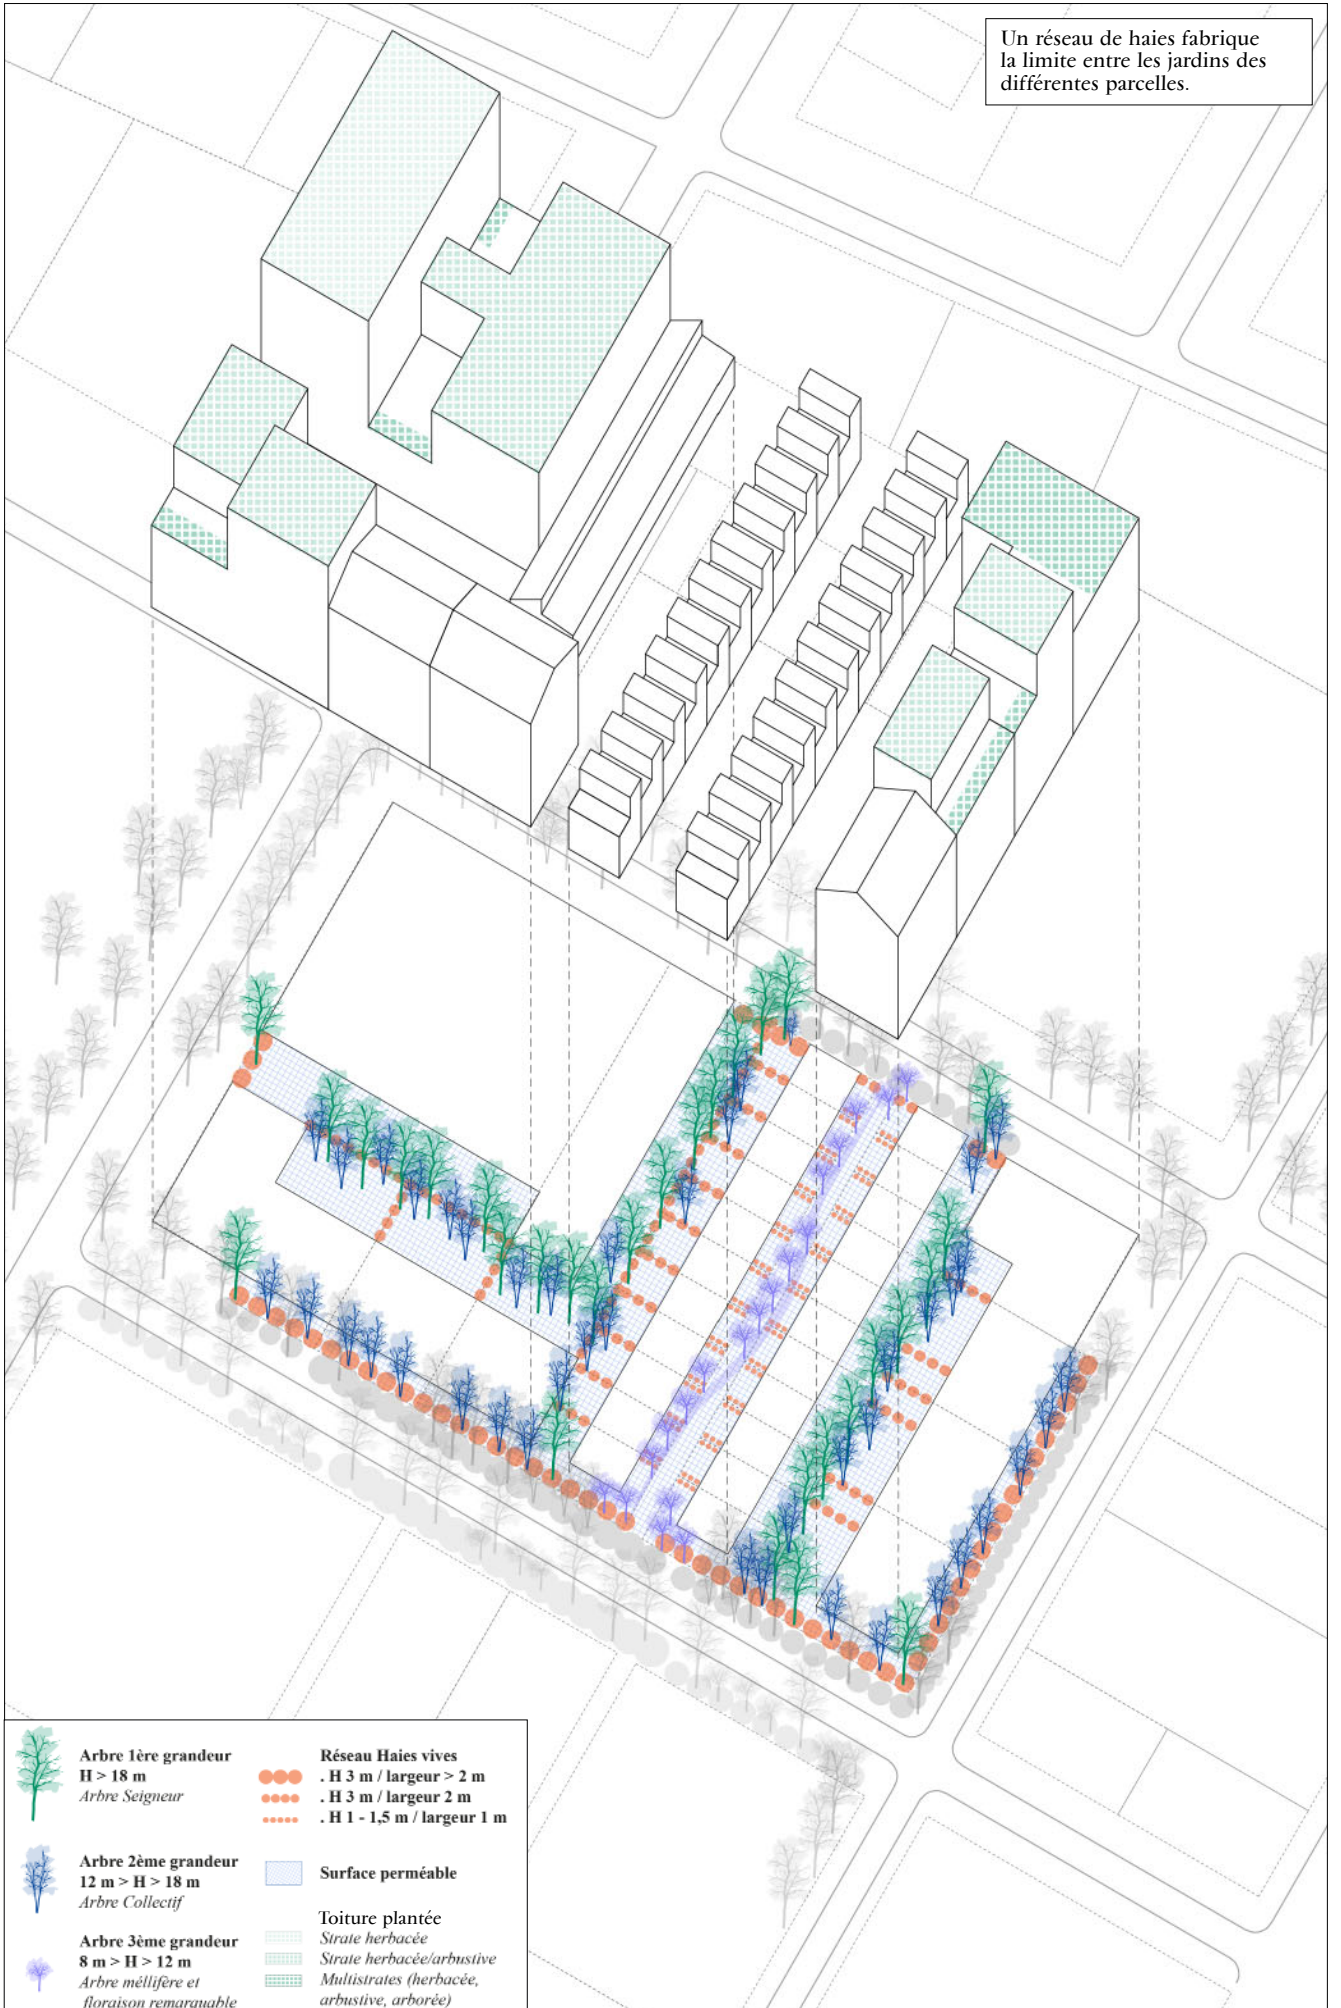 Un réseau de haies fabrique
la limite entre les jardins des
différentes parcelles.
Arbre 1ère grandeur
H > 18 m
Arbre Seigneur
Arbre 2ème grandeur
12 m > H > 18 m
Arbre Collectif
Arbre 3ème grandeur
8 m > H > 12 m
Arbre méllifère et
floraison remarquable
Réseau Haies vives
. H 3 m / largeur > 2 m
. H 3 m / largeur 2 m
. H 1 - 1,5 m / largeur 1 m
Surface perméable
Toiture plantée
Strate herbacée
Strate herbacée/arbustive
Multistrates (herbacée,
arbustive, arborée)